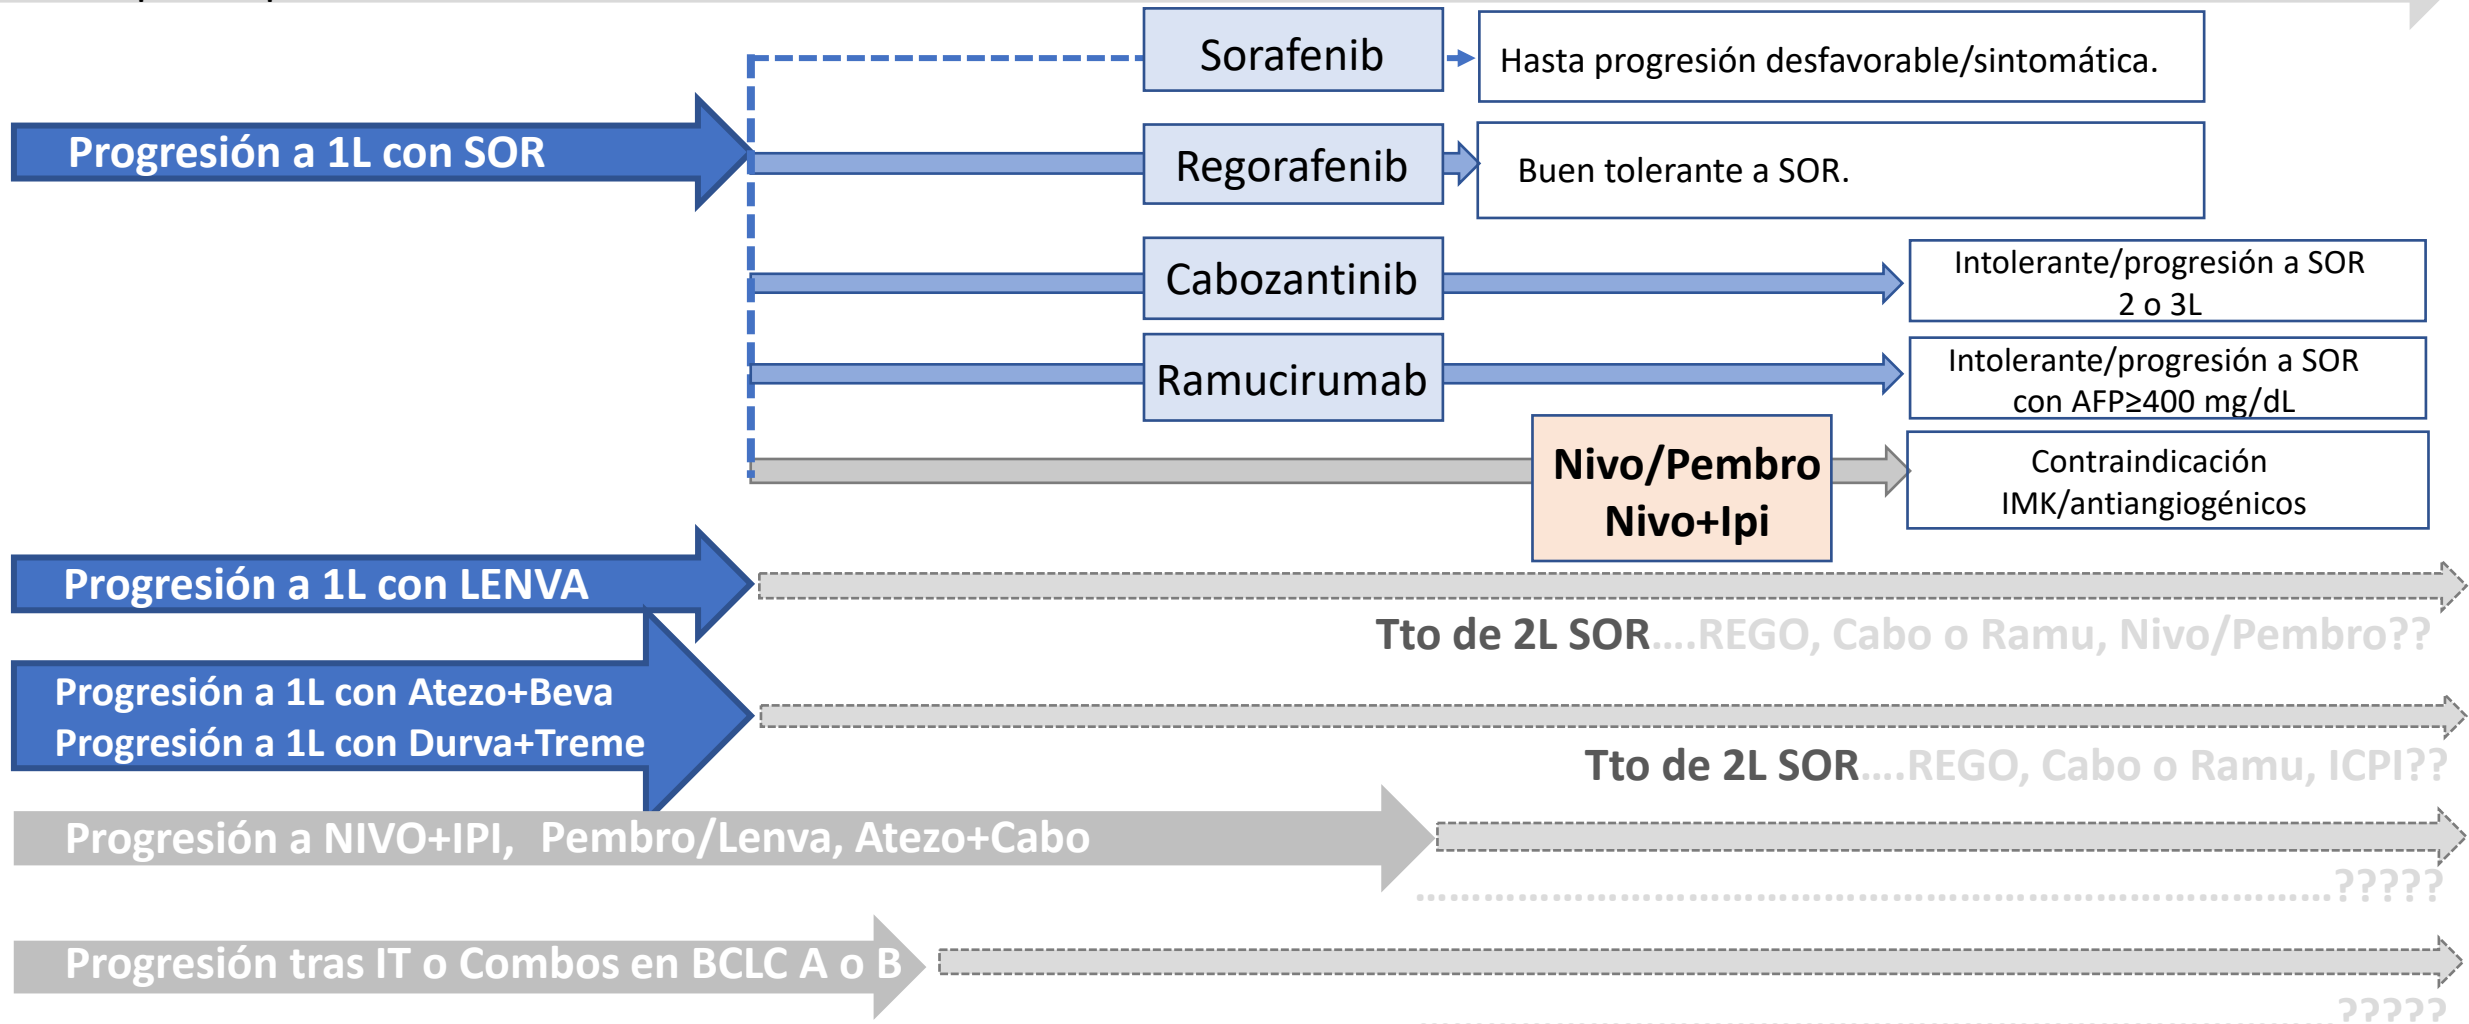 Sorafenib
Hasta progresión desfavorable/sintomática.
Progresión a 1L con SOR
Regorafenib
Buen tolerante a SOR.
Cabozantinib
Intolerante/progresión a SOR
2 o 3L
Ramucirumab
Intolerante/progresión a SOR
con AFP≥400 mg/dL
Nivo/Pembro
Nivo+Ipi
Contraindicación
IMK/antiangiogénicos
Progresión a 1L con LENVA
Tto de 2L SOR....REGO, Cabo o Ramu, Nivo/Pembro??
Progresión a 1L con Atezo+Beva
Progresión a 1L con Durva+Treme
Tto de 2L SOR....REGO, Cabo o Ramu, ICPI??
Progresión a NIVO+IPI, Pembro/Lenva, Atezo+Cabo
................................................................................?????
Progresión tras IT o Combos en BCLC A o B
................................................................................?????